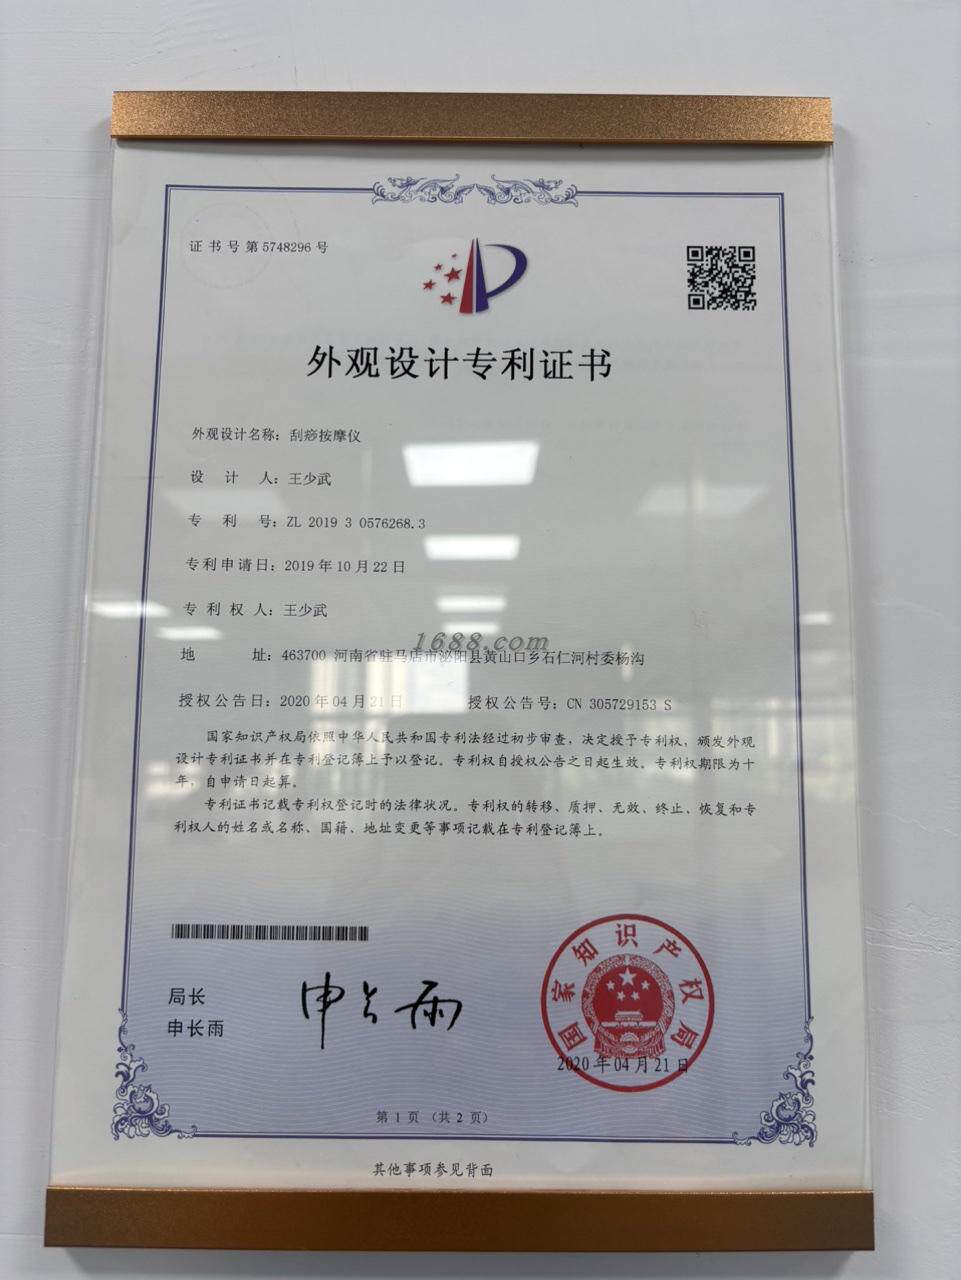 证书号第5748296号
外观设计专利证书
外观设计名称：刮痧按摩仪
设计人：王少武
专利号：ZL 2019 3 0576268.3
专利申请日：2019年10月22日
专利权人：王少武
1688.com
地址：463700 河南省驻马店市泌阳县黄山口乡石仁河村委杨沟
授权公告日：2020年04月21日 授权公告号：CN 305729153 S
国家知识产权局依照中华人民共和国专利法经过初步审查，决定授予专利权，颁发外观
设计专利证书并在专利登记簿上予以登记。专利权自授权公告之日起生效。专利权期限为十
年，自申请日起算。
专利证书记载专利权登记时的法律状况。专利权的转移、质押、无效、终止、恢复和专
利权人的姓名或名称、国籍、地址变更等事项记载在专利登记簿上。
局长
申长雨
申长雨
国家知识产权局
2020年04月21日
第1页（共2页）
其他事项参见背面